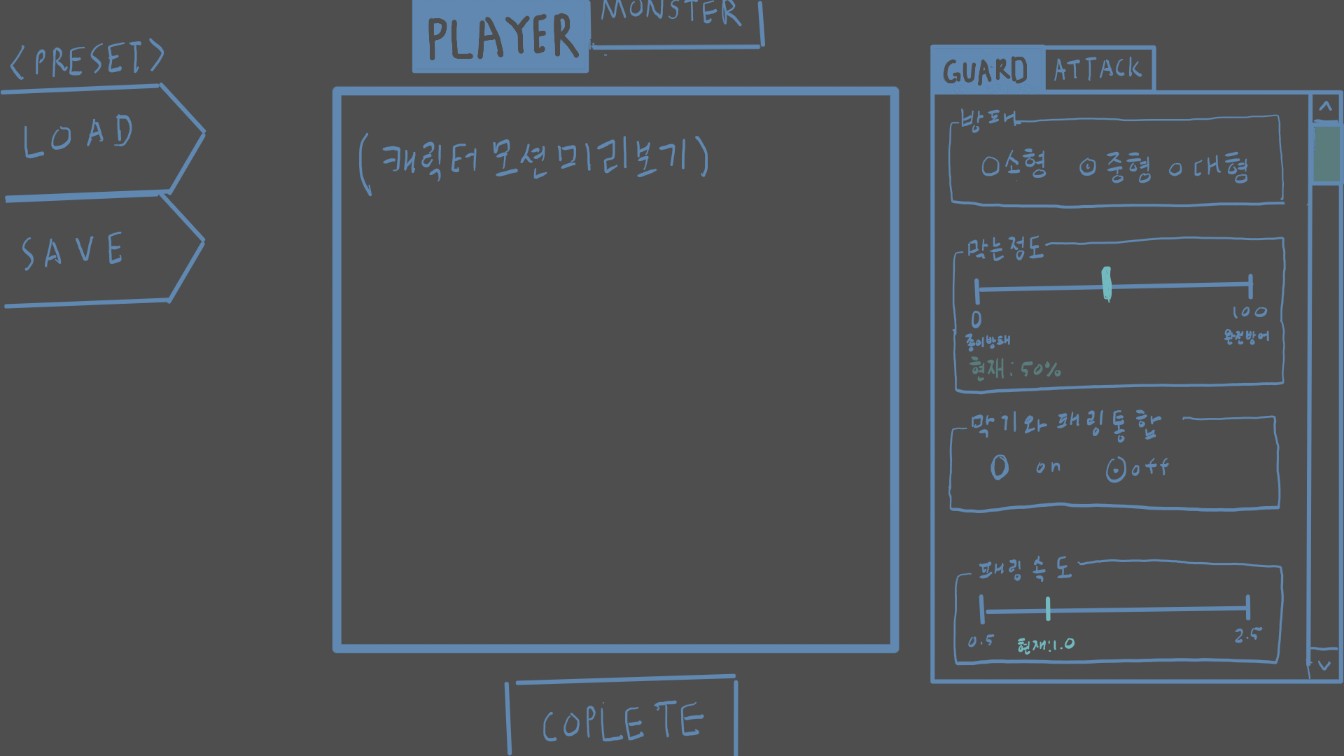 PLAYER
MONSTER
<PRESET>
LOAD
SAVE
(캐릭터 모션 미리보기)
GUARD
ATTACK
방패
소형 중형 대형
막는정도
0 100
종이방패 완전방어
현재: 50%
막기와 패링통합
on off
패링속도
0.5 현재:1.0 2.5
COPLETE